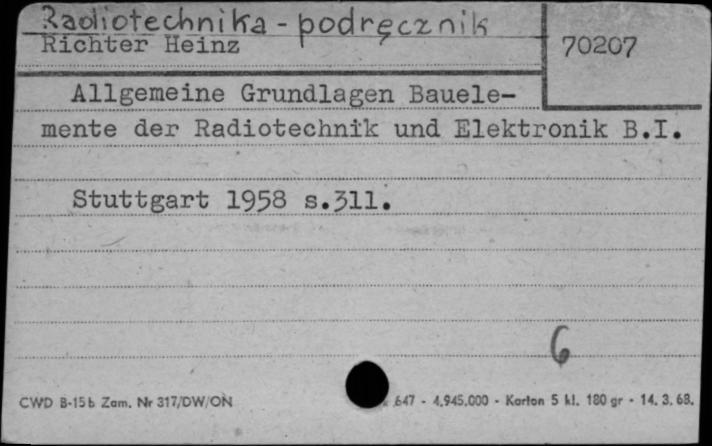 Radiotechnika - podręcznik
Richter Heinz
70207
Allgemeine Grundlagen Bauele-
mente der Radiotechnik und Elektronik B.I.
Stuttgart 1958 s.311.
6
CWD B-15b Zam. Nr 317/DW/ON
647 - 4.945.000 - Karton 5 kl. 180 gr - 14. 3. 68.